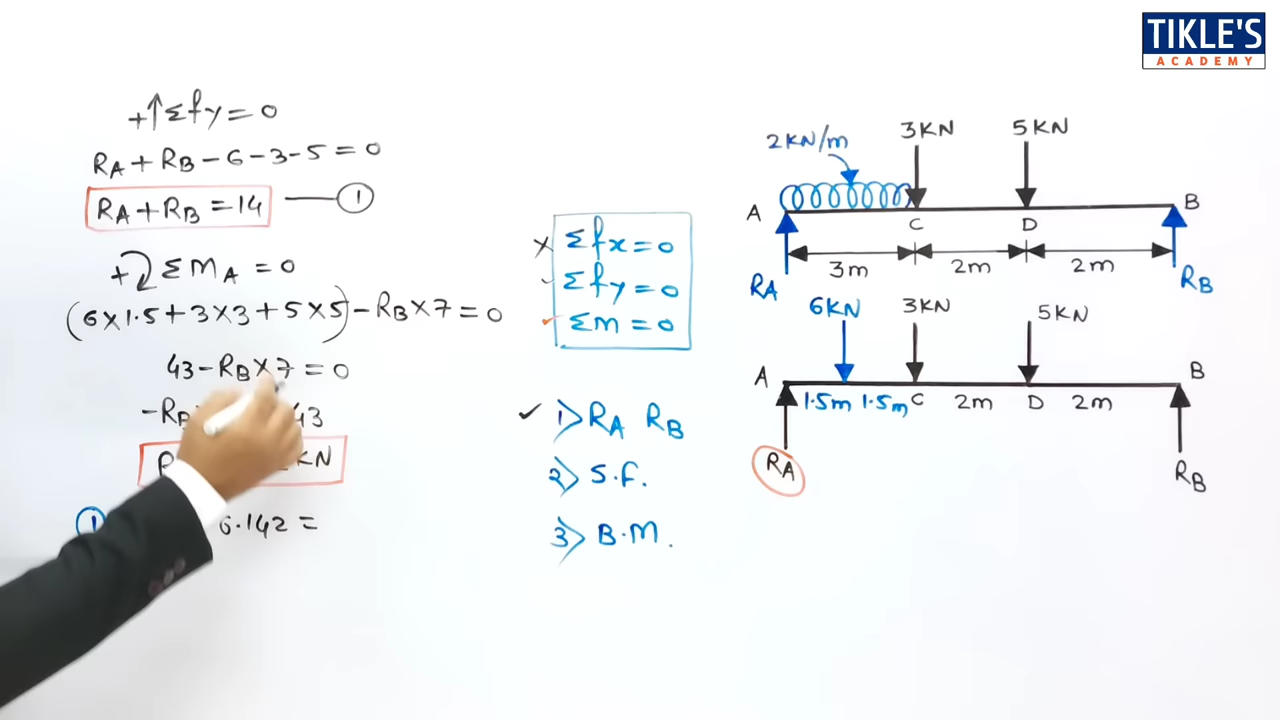 TIKLE'S
ACADEMY
+↑Σfy=0
RA+RB-6-3-5=0
RA+RB=14 —— 1
+ΣMA=0
(6×1.5+3×3+5×5)-RB×7=0
43-RB×7=0
-RB 43
KN
1 6.142=
Σfx=0
Σfy=0
ΣM=0
1> RA RB
2> S.F.
3> B.M.
2KN/m 3KN 5KN
A B
C D
3m 2m 2m
RA RB
6KN 3KN 5KN
A B
1.5m 1.5m C 2m D 2m
RA RB